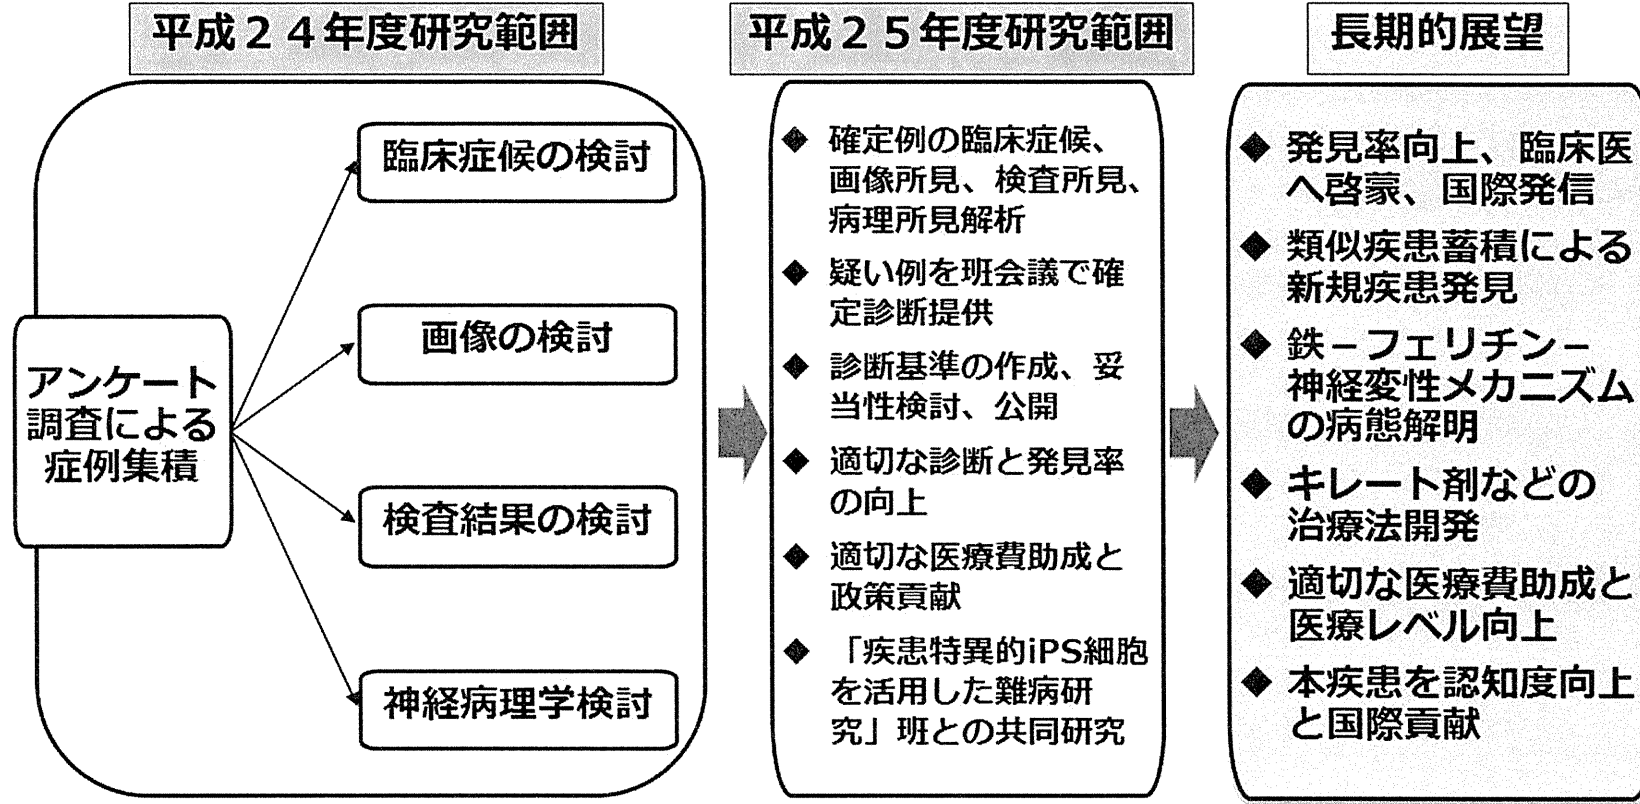 平成２４年度研究範囲
アンケート
調査による
症例集積
臨床症候の検討
画像の検討
検査結果の検討
神経病理学検討
平成２５年度研究範囲
◆ 確定例の臨床症候、
画像所見、検査所見、
病理所見解析
◆ 疑い例を班会議で確
定診断提供
◆ 診断基準の作成、妥
当性検討、公開
◆ 適切な診断と発見率
の向上
◆ 適切な医療費助成と
政策貢献
◆ 「疾患特異的iPS細胞
を活用した難病研
究」班との共同研究
長期的展望
◆ 発見率向上、臨床医
へ啓蒙、国際発信
◆ 類似疾患蓄積による
新規疾患発見
◆ 鉄－フェリチン－
神経変性メカニズム
の病態解明
◆ キレート剤などの
治療法開発
◆ 適切な医療費助成と
医療レベル向上
◆ 本疾患を認知度向上
と国際貢献